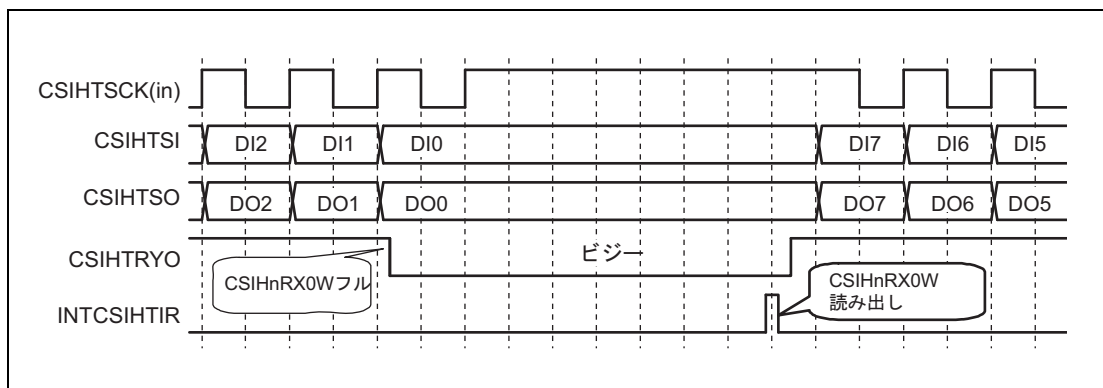 CSIHTSCK(in)
CSIHTSI DI2 DI1 DI0 DI7 DI6 DI5
CSIHTSO DO2 DO1 DO0 DO7 DO6 DO5
CSIHTRYO ビジー
CSIHnRX0Wフル
CSIHnRX0W
読み出し
INTCSIHTIR